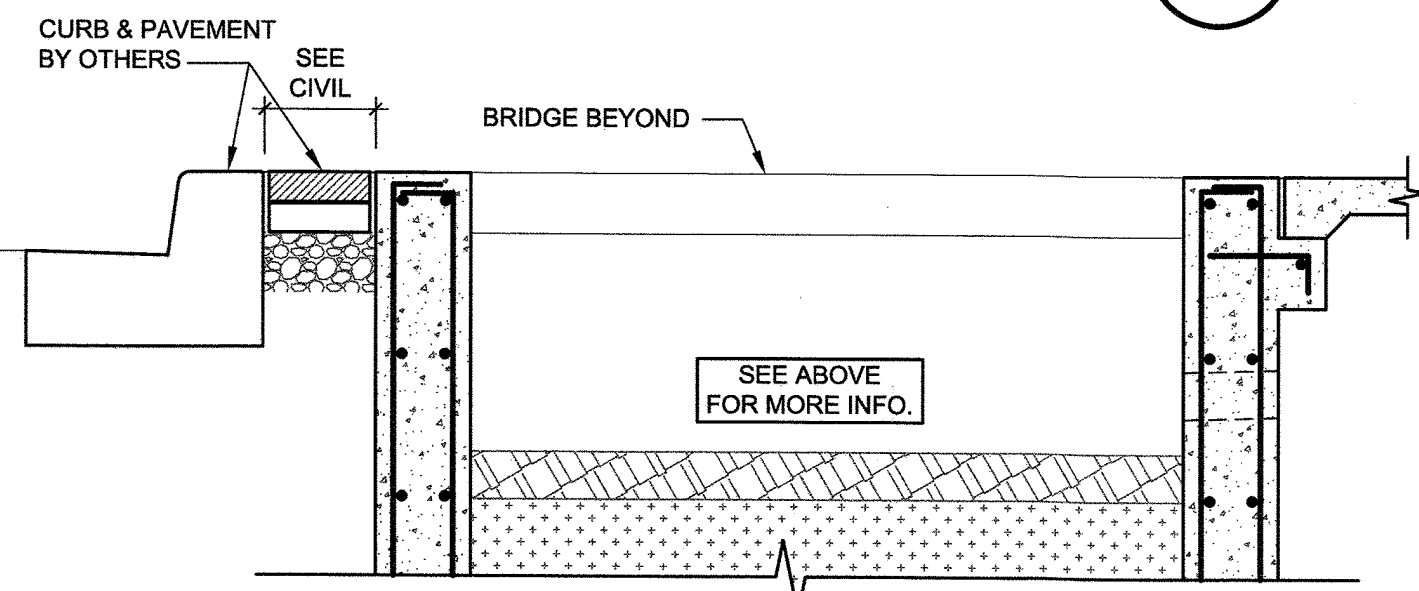 CURB & PAVEMENT
BY OTHERS
SEE
CIVIL
BRIDGE BEYOND
SEE ABOVE
FOR MORE INFO.